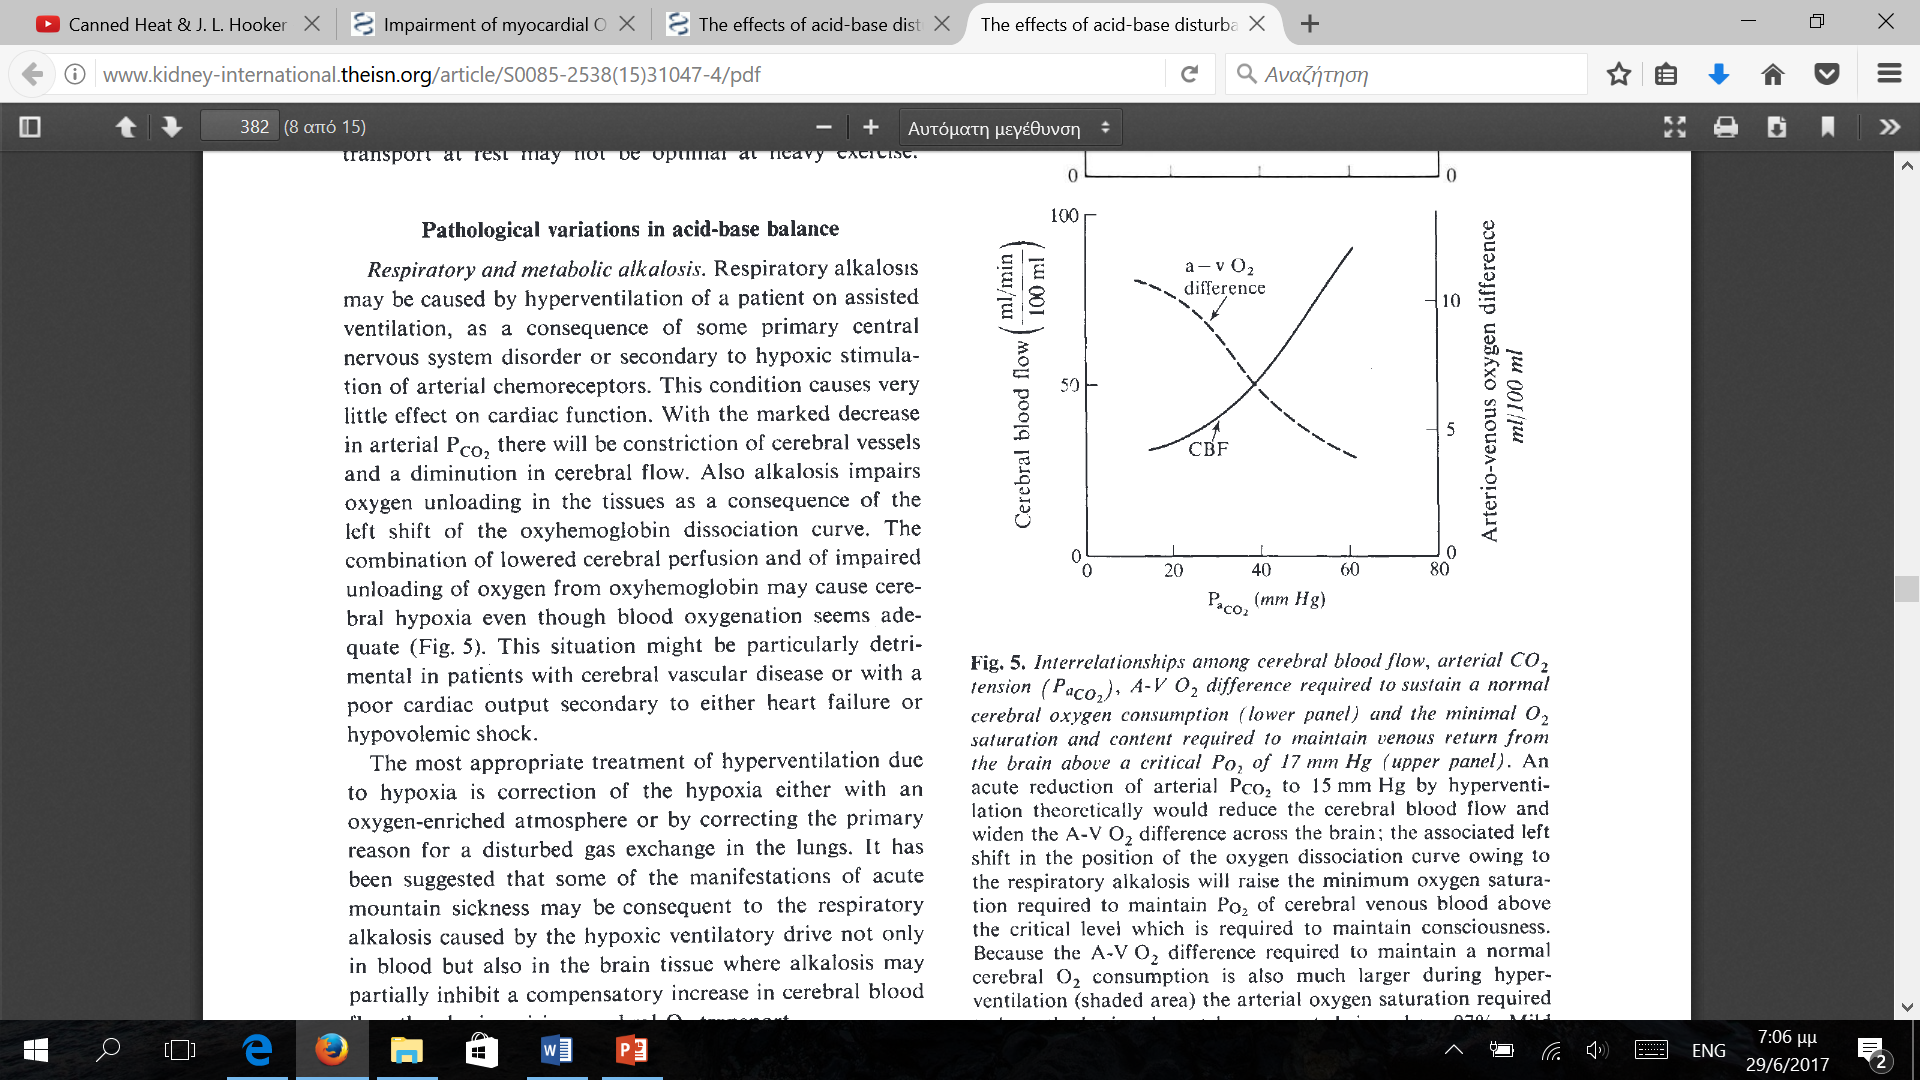 Canned Heat & J. L. Hooker
Impairment of myocardial O
The effects of acid-base dist
The effects of acid-base disturba
www.kidney-international.theisn.org/article/S0085-2538(15)31047-4/pdf
Αναζήτηση
382 (8 από 15)
Αυτόματη μεγέθυνση
transport at rest may not be optimal at heavy exercise.
Pathological variations in acid-base balance
Respiratory and metabolic alkalosis. Respiratory alkalosis
may be caused by hyperventilation of a patient on assisted
ventilation, as a consequence of some primary central
nervous system disorder or secondary to hypoxic stimula-
tion of arterial chemoreceptors. This condition causes very
little effect on cardiac function. With the marked decrease
in arterial PCO2 there will be constriction of cerebral vessels
and a diminution in cerebral flow. Also alkalosis impairs
oxygen unloading in the tissues as a consequence of the
left shift of the oxyhemoglobin dissociation curve. The
combination of lowered cerebral perfusion and of impaired
unloading of oxygen from oxyhemoglobin may cause cere-
bral hypoxia even though blood oxygenation seems ade-
quate (Fig. 5). This situation might be particularly detri-
mental in patients with cerebral vascular disease or with a
poor cardiac output secondary to either heart failure or
hypovolemic shock.
The most appropriate treatment of hyperventilation due
to hypoxia is correction of the hypoxia either with an
oxygen-enriched atmosphere or by correcting the primary
reason for a disturbed gas exchange in the lungs. It has
been suggested that some of the manifestations of acute
mountain sickness may be consequent to the respiratory
alkalosis caused by the hypoxic ventilatory drive not only
in blood but also in the brain tissue where alkalosis may
partially inhibit a compensatory increase in cerebral blood
0 0
100
50
0
10
5
0
0 20 40 60 80
a – v O2
difference
CBF
Cerebral blood flow (ml/min / 100 ml)
Arterio-venous oxygen difference
ml/100 ml
PaCO2 (mm Hg)
Fig. 5. Interrelationships among cerebral blood flow, arterial CO2
tension (PaCO2), A-V O2 difference required to sustain a normal
cerebral oxygen consumption (lower panel) and the minimal O2
saturation and content required to maintain venous return from
the brain above a critical PO2 of 17 mm Hg (upper panel). An
acute reduction of arterial PCO2 to 15 mm Hg by hyperventi-
lation theoretically would reduce the cerebral blood flow and
widen the A-V O2 difference across the brain; the associated left
shift in the position of the oxygen dissociation curve owing to
the respiratory alkalosis will raise the minimum oxygen satura-
tion required to maintain PO2 of cerebral venous blood above
the critical level which is required to maintain consciousness.
Because the A-V O2 difference required to maintain a normal
cerebral O2 consumption is also much larger during hyper-
ventilation (shaded area) the arterial oxygen saturation required
ENG
7:06 μμ
29/6/2017
2